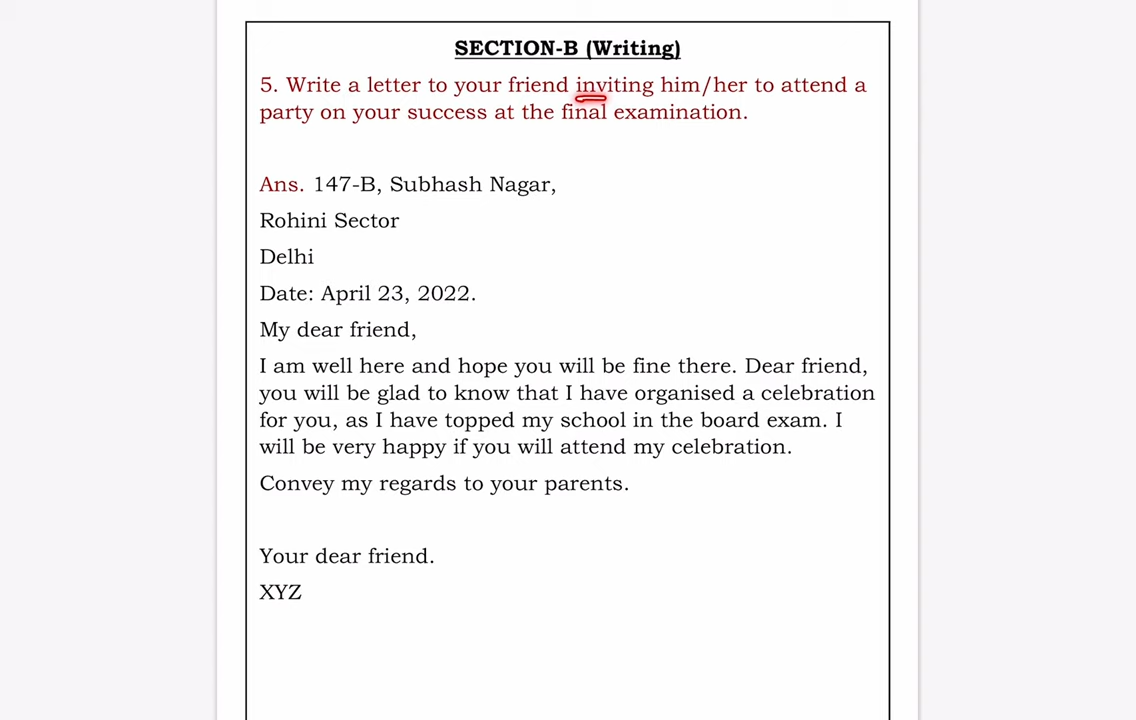 SECTION-B (Writing)
5. Write a letter to your friend inviting him/her to attend a
party on your success at the final examination.
Ans. 147-B, Subhash Nagar,
Rohini Sector
Delhi
Date: April 23, 2022.
My dear friend,
I am well here and hope you will be fine there. Dear friend,
you will be glad to know that I have organised a celebration
for you, as I have topped my school in the board exam. I
will be very happy if you will attend my celebration.
Convey my regards to your parents.
Your dear friend.
XYZ